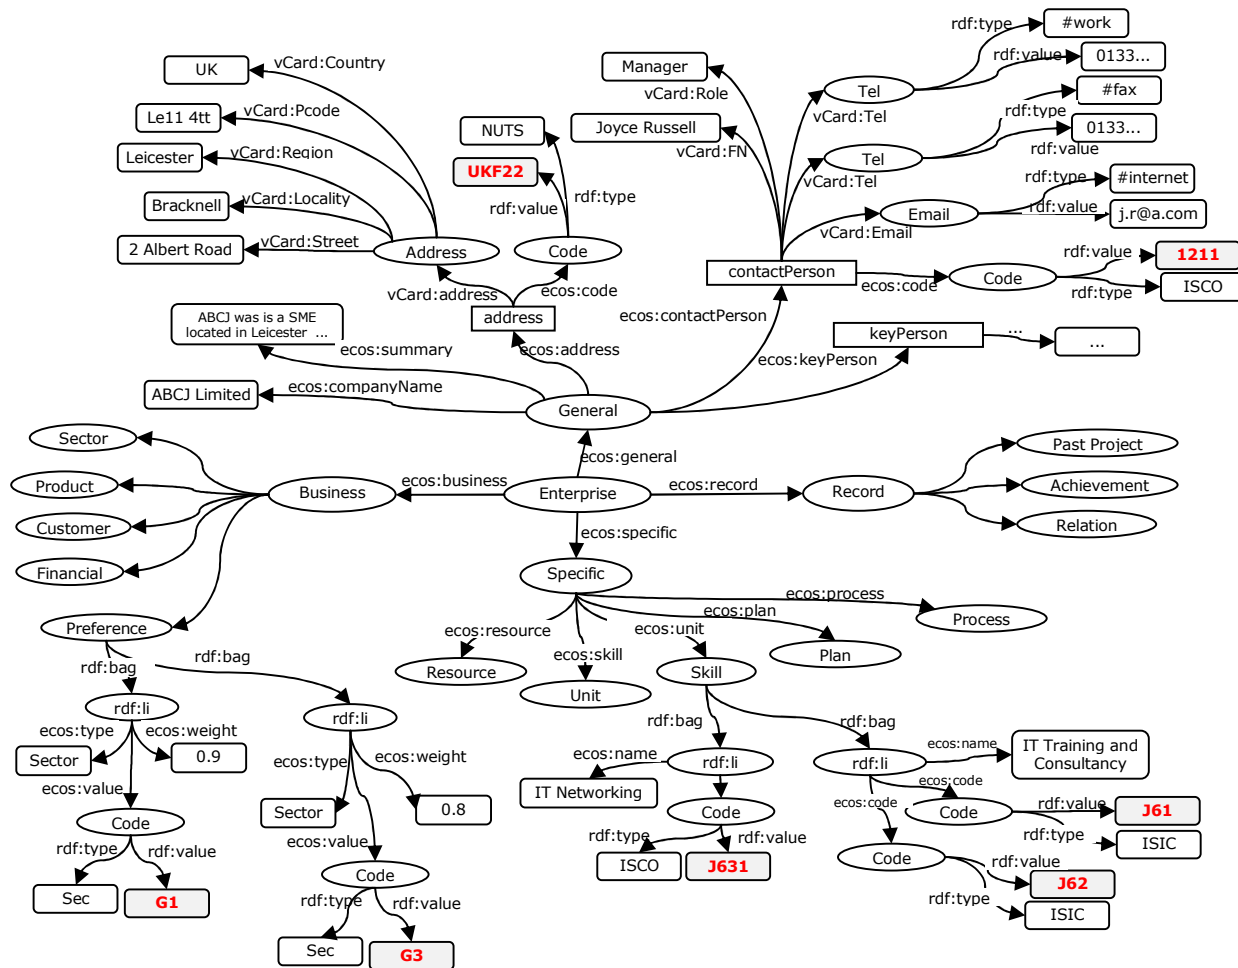 #work
rdf:type
UK
vCard:Country
Manager
rdf:value
0133...
vCard:Role
Tel
#fax
Le11 4tt
vCard:Pcode
rdf:type
vCard:Tel
NUTS
Joyce Russell
0133...
Leicester
vCard:Region
vCard:FN
Tel
rdf:value
UKF22
rdf:type
#internet
vCard:Tel
rdf:type
rdf:value
Bracknell
vCard:Locality
Email
rdf:value
j.r@a.com
vCard:Email
2 Albert Road
vCard:Street
Address
Code
rdf:value
1211
contactPerson
Code
ecos:code
rdf:type
ISCO
vCard:address
ecos:code
ABCJ was is a SME
located in Leicester ...
address
ecos:contactPerson
keyPerson
...
...
ecos:summary
ecos:address
ecos:keyPerson
ABCJ Limited
ecos:companyName
General
Sector
Past Project
ecos:general
Product
ecos:business
Business
Enterprise
ecos:record
Record
Achievement
Customer
Relation
ecos:specific
Financial
Specific
ecos:process
ecos:plan
Process
Preference
ecos:resource
ecos:unit
rdf:bag
rdf:bag
ecos:skill
Plan
Resource
Skill
Unit
rdf:li
rdf:li
rdf:bag
rdf:bag
ecos:type
ecos:weight
ecos:name
ecos:name
IT Training and
Consultancy
Sector
0.9
ecos:type
ecos:weight
rdf:li
rdf:li
ecos:value
IT Networking
ecos:code
ecos:code
Sector
0.8
Code
Code
Code
rdf:value
J61
ecos:value
rdf:type
rdf:value
rdf:type
rdf:value
rdf:type
ISIC
Code
ISCO
J631
Code
rdf:value
Sec
G1
rdf:type
rdf:value
J62
rdf:type
ISIC
Sec
G3